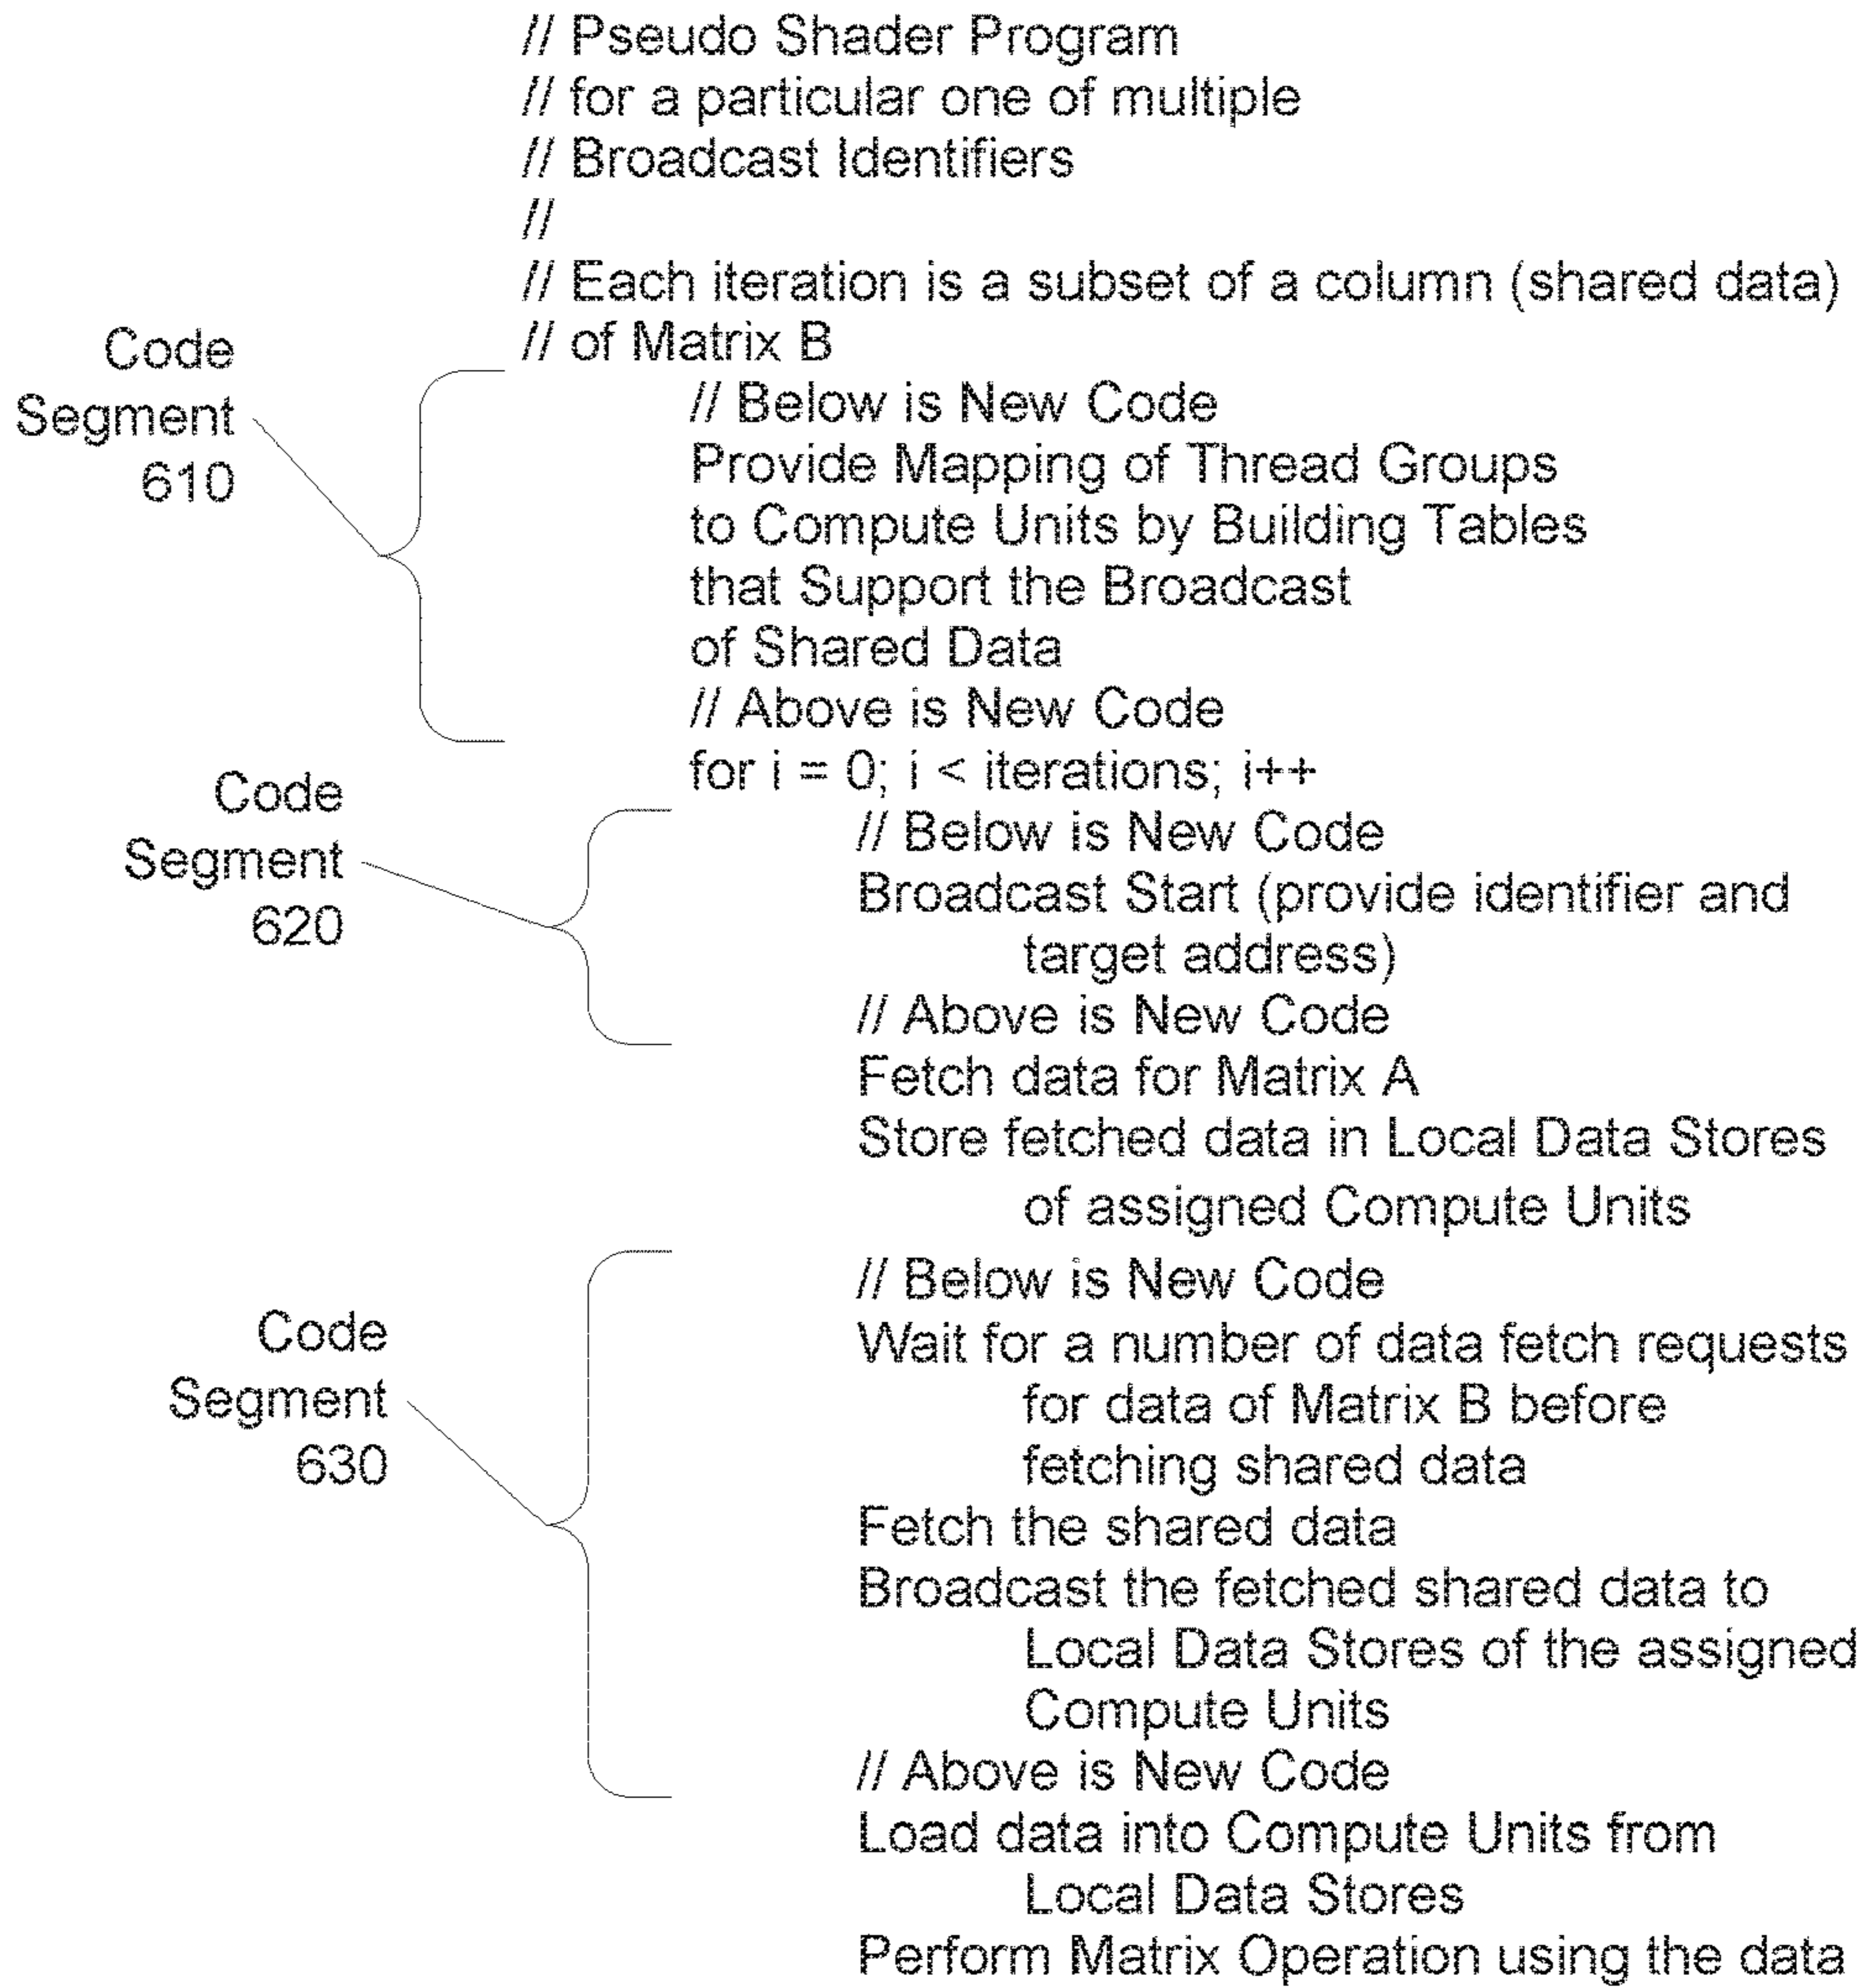 // Pseudo Shader Program
// for a particular one of multiple
// Broadcast Identifiers
//
// Each iteration is a subset of a column (shared data)
// of Matrix B
Code
Segment
610
// Below is New Code
Provide Mapping of Thread Groups
to Compute Units by Building Tables
that Support the Broadcast
of Shared Data
// Above is New Code
for i = 0; i < iterations; i++
Code
Segment
620
// Below is New Code
Broadcast Start (provide identifier and
target address)
// Above is New Code
Fetch data for Matrix A
Store fetched data in Local Data Stores
of assigned Compute Units
Code
Segment
630
// Below is New Code
Wait for a number of data fetch requests
for data of Matrix B before
fetching shared data
Fetch the shared data
Broadcast the fetched shared data to
Local Data Stores of the assigned
Compute Units
// Above is New Code
Load data into Compute Units from
Local Data Stores
Perform Matrix Operation using the data